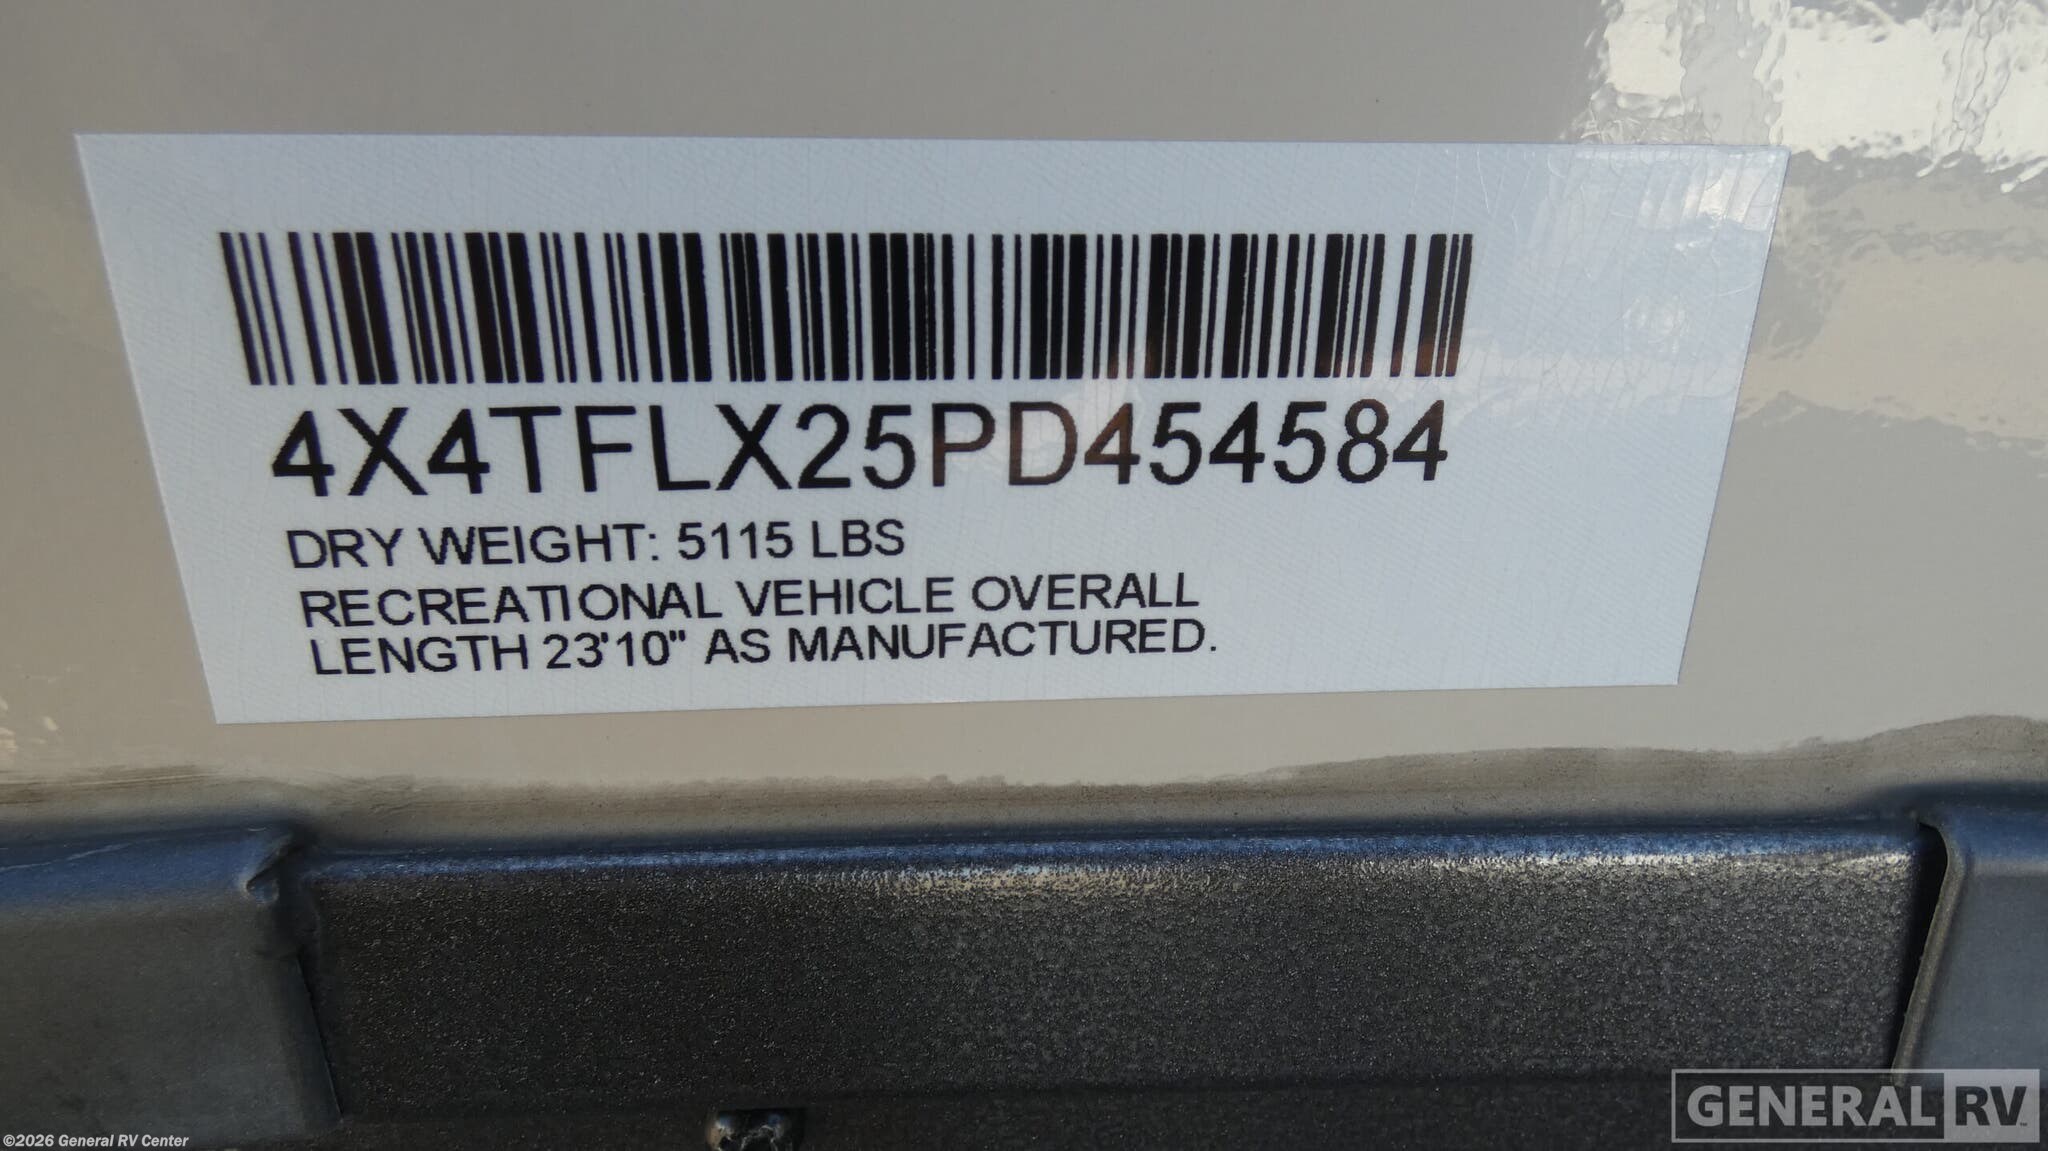 4X4TFLX25PD454584
DRY WEIGHT: 5115 LBS
RECREATIONAL VEHICLE OVERALL
LENGTH 23'10" AS MANUFACTURED.
GENERAL RV
©2026 General RV Center